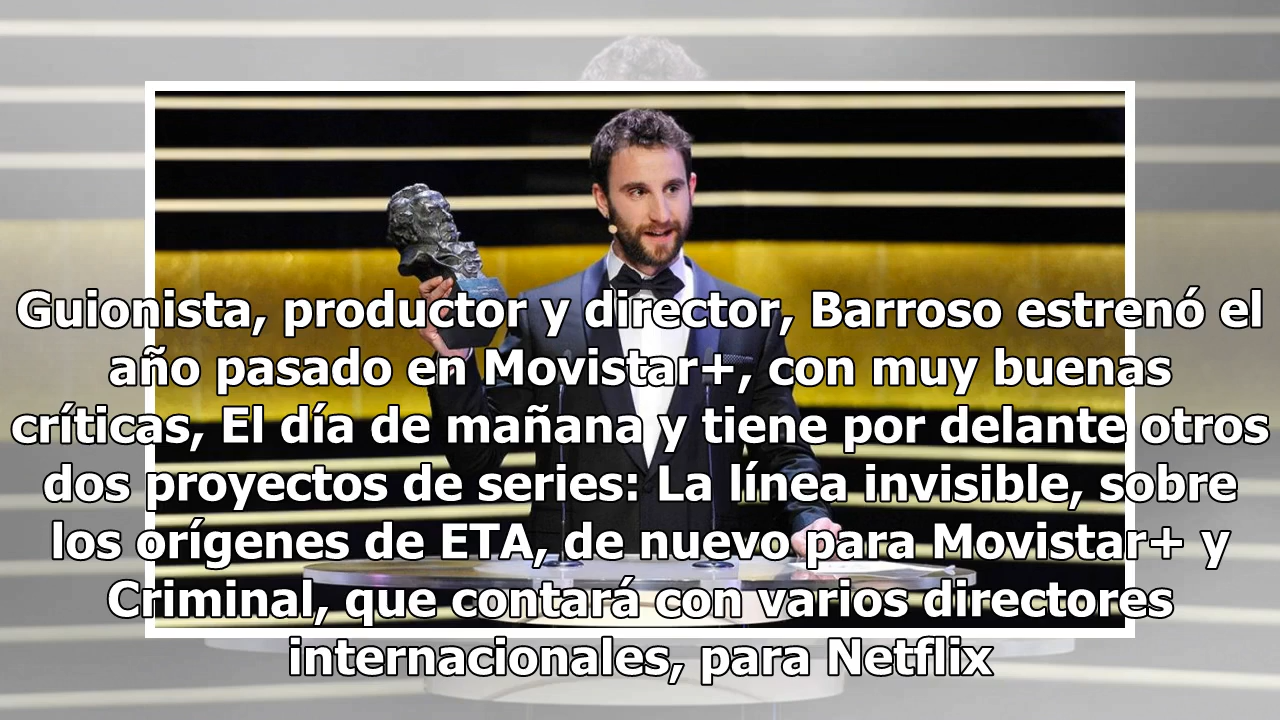 Guionista, productor y director, Barroso estrenó el
año pasado en Movistar+, con muy buenas
críticas, El día de mañana y tiene por delante otros
dos proyectos de series: La línea invisible, sobre
los orígenes de ETA, de nuevo para Movistar+ y
Criminal, que contará con varios directores
internacionales, para Netflix